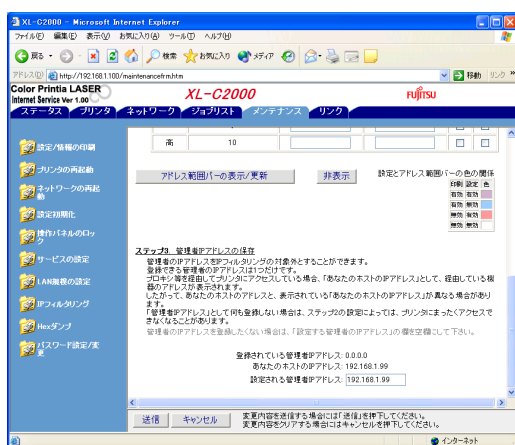 XL-C2000 - Microsoft Internet Explorer
ファイル(F) 編集(E) 表示(V) お気に入り(A) ツール(T) ヘルプ(H)
戻る 検索 お気に入り メディア
アドレス(D) http://192.168.1.100/maintenancefrm.htm 移動 リンク »
Color Printia LASER
Internet Service Ver 1.00
XL-C2000
FUJITSU
ステータス プリンタ ネットワーク ジョブリスト メンテナンス リンク
設定/情報の印刷
プリンタの再起動
ネットワークの再起
動
設定初期化
操作パネルのロッ
ク
サービスの設定
LAN規模の設定
IPフィルタリング
Hexダンプ
パスワード設定/変
更
高 10
アドレス範囲バーの表示/更新 非表示
設定とアドレス範囲バーの色の関係
印刷 設定 色
有効 有効
有効 無効
無効 有効
無効 無効
ステップ3. 管理者IPアドレスの保存
管理者のIPアドレスをIPフィルタリングの対象外とすることができます。
登録できる管理者のIPアドレスは1つだけです。
プロキシ等を経由してプリンタにアクセスしている場合、「あなたのホストのIPアドレス」として、経由している機
器のアドレスが表示されます。
したがって、あなたのホストのアドレスと、表示されている「あなたのホストのIPアドレス」が異なる場合があり
ます。
「管理者IPアドレス」として何も登録しない場合は、ステップ2の設定によっては、プリンタにまったくアクセスで
きなくなることがあります。
管理者のIPアドレスを登録したくない場合は、「設定する管理者のIPアドレス」の欄を空欄にして下さい。
登録されている管理者IPアドレス: 0.0.0.0
あなたのホストのIPアドレス: 192.168.1.99
設定される管理者IPアドレス: 192.168.1.99
送信 キャンセル
変更内容を送信する場合には「送信」を押下してください。
変更内容をクリアする場合にはキャンセルを押下してください。
インターネット